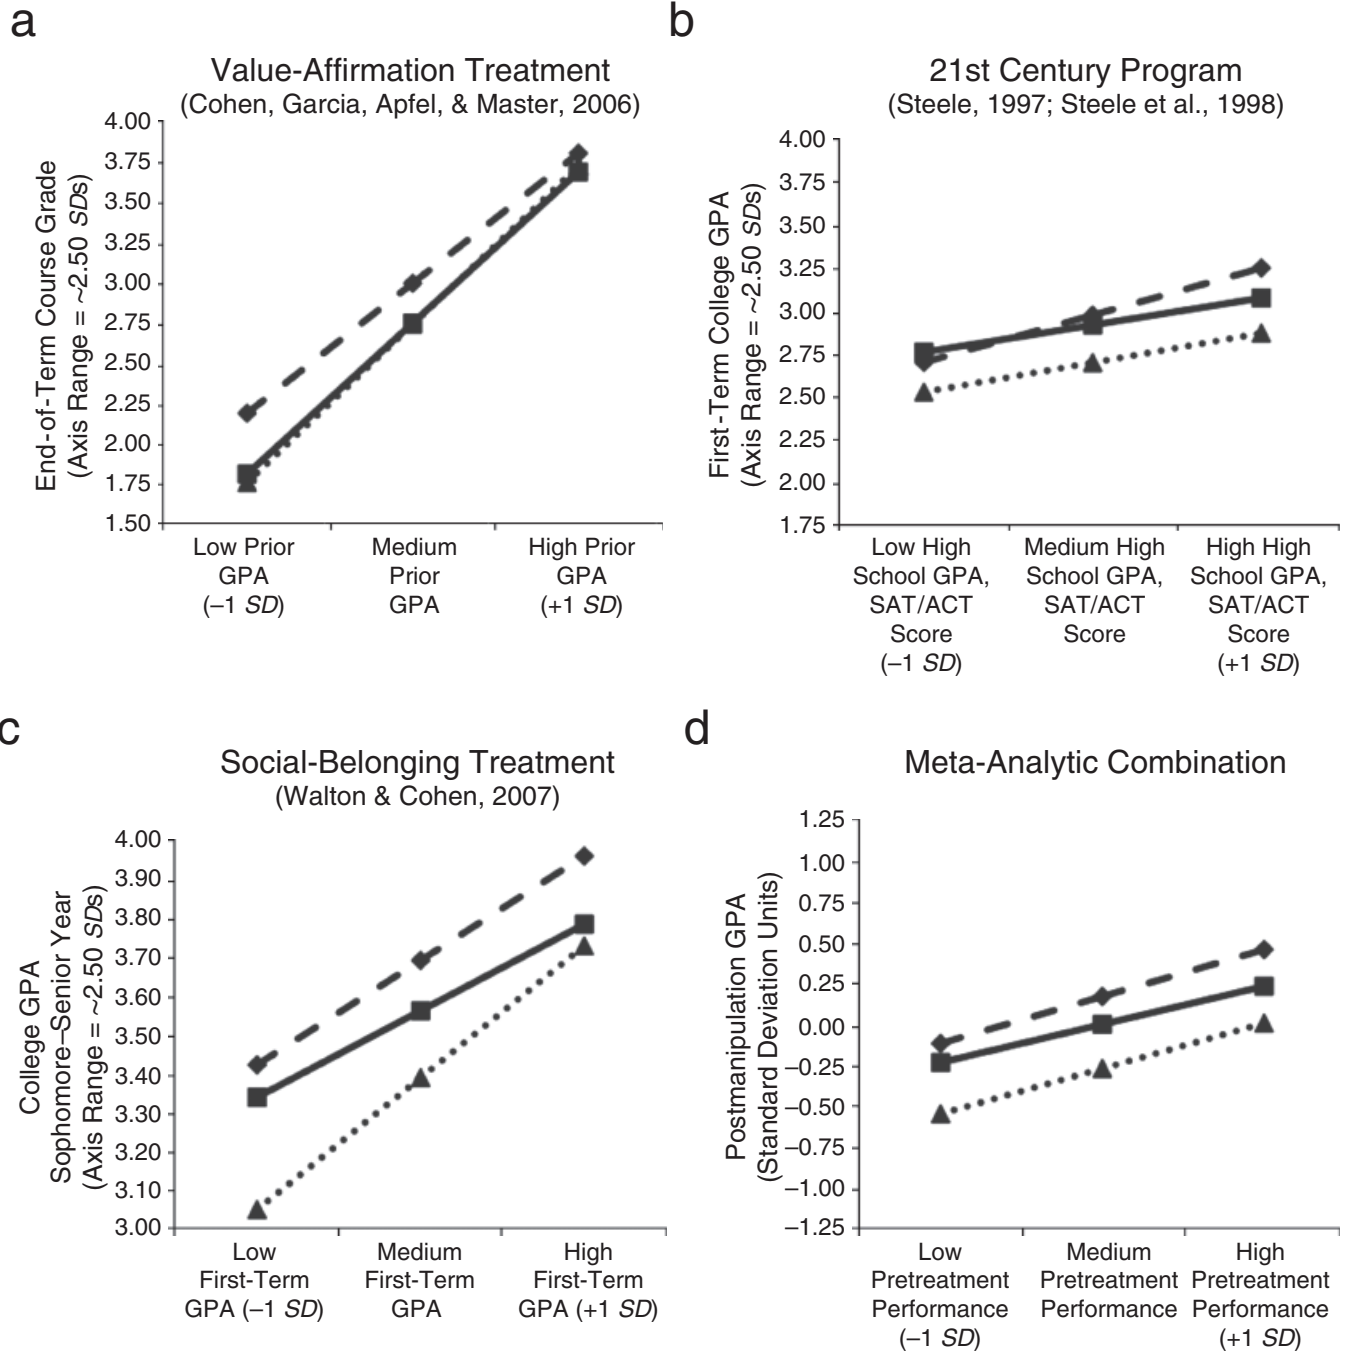 a
Value-Affirmation Treatment
(Cohen, Garcia, Apfel, & Master, 2006)
End-of-Term Course Grade
(Axis Range = ~2.50 SDs)
4.00
3.75
3.50
3.25
3.00
2.75
2.50
2.25
2.00
1.75
1.50
Low Prior
GPA
(–1 SD)
Medium
Prior
GPA
High Prior
GPA
(+1 SD)
b
21st Century Program
(Steele, 1997; Steele et al., 1998)
First-Term College GPA
(Axis Range = ~2.50 SDs)
4.00
3.75
3.50
3.25
3.00
2.75
2.50
2.25
2.00
1.75
Low High
School GPA,
SAT/ACT
Score
(–1 SD)
Medium High
School GPA,
SAT/ACT
Score
High High
School GPA,
SAT/ACT
Score
(+1 SD)
c
Social-Belonging Treatment
(Walton & Cohen, 2007)
College GPA
Sophomore–Senior Year
(Axis Range = ~2.50 SDs)
4.00
3.90
3.80
3.70
3.60
3.50
3.40
3.30
3.20
3.10
3.00
Low
First-Term
GPA (–1 SD)
Medium
First-Term
GPA
High
First-Term
GPA (+1 SD)
d
Meta-Analytic Combination
Postmanipulation GPA
(Standard Deviation Units)
1.25
1.00
0.75
0.50
0.25
0.00
–0.25
–0.50
–0.75
–1.00
–1.25
Low
Pretreatment
Performance
(–1 SD)
Medium
Pretreatment
Performance
High
Pretreatment
Performance
(+1 SD)